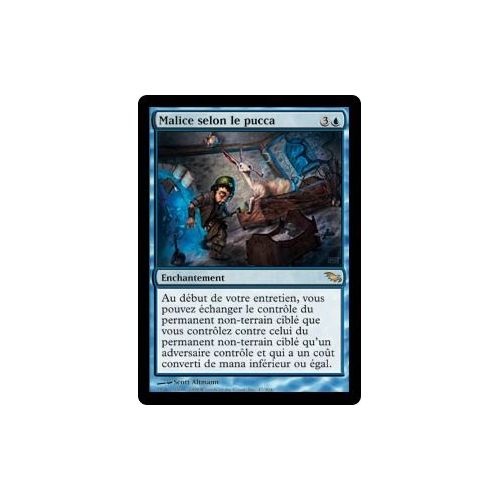 Malice selon le pucca 3
Enchantement
Au début de votre entretien, vous
pouvez échanger le contrôle du
permanent non-terrain ciblé que
vous contrôlez contre celui du
permanent non-terrain ciblé qu'un
adversaire contrôle et qui a un coût
converti de mana inférieur ou égal.
Scott Altmann